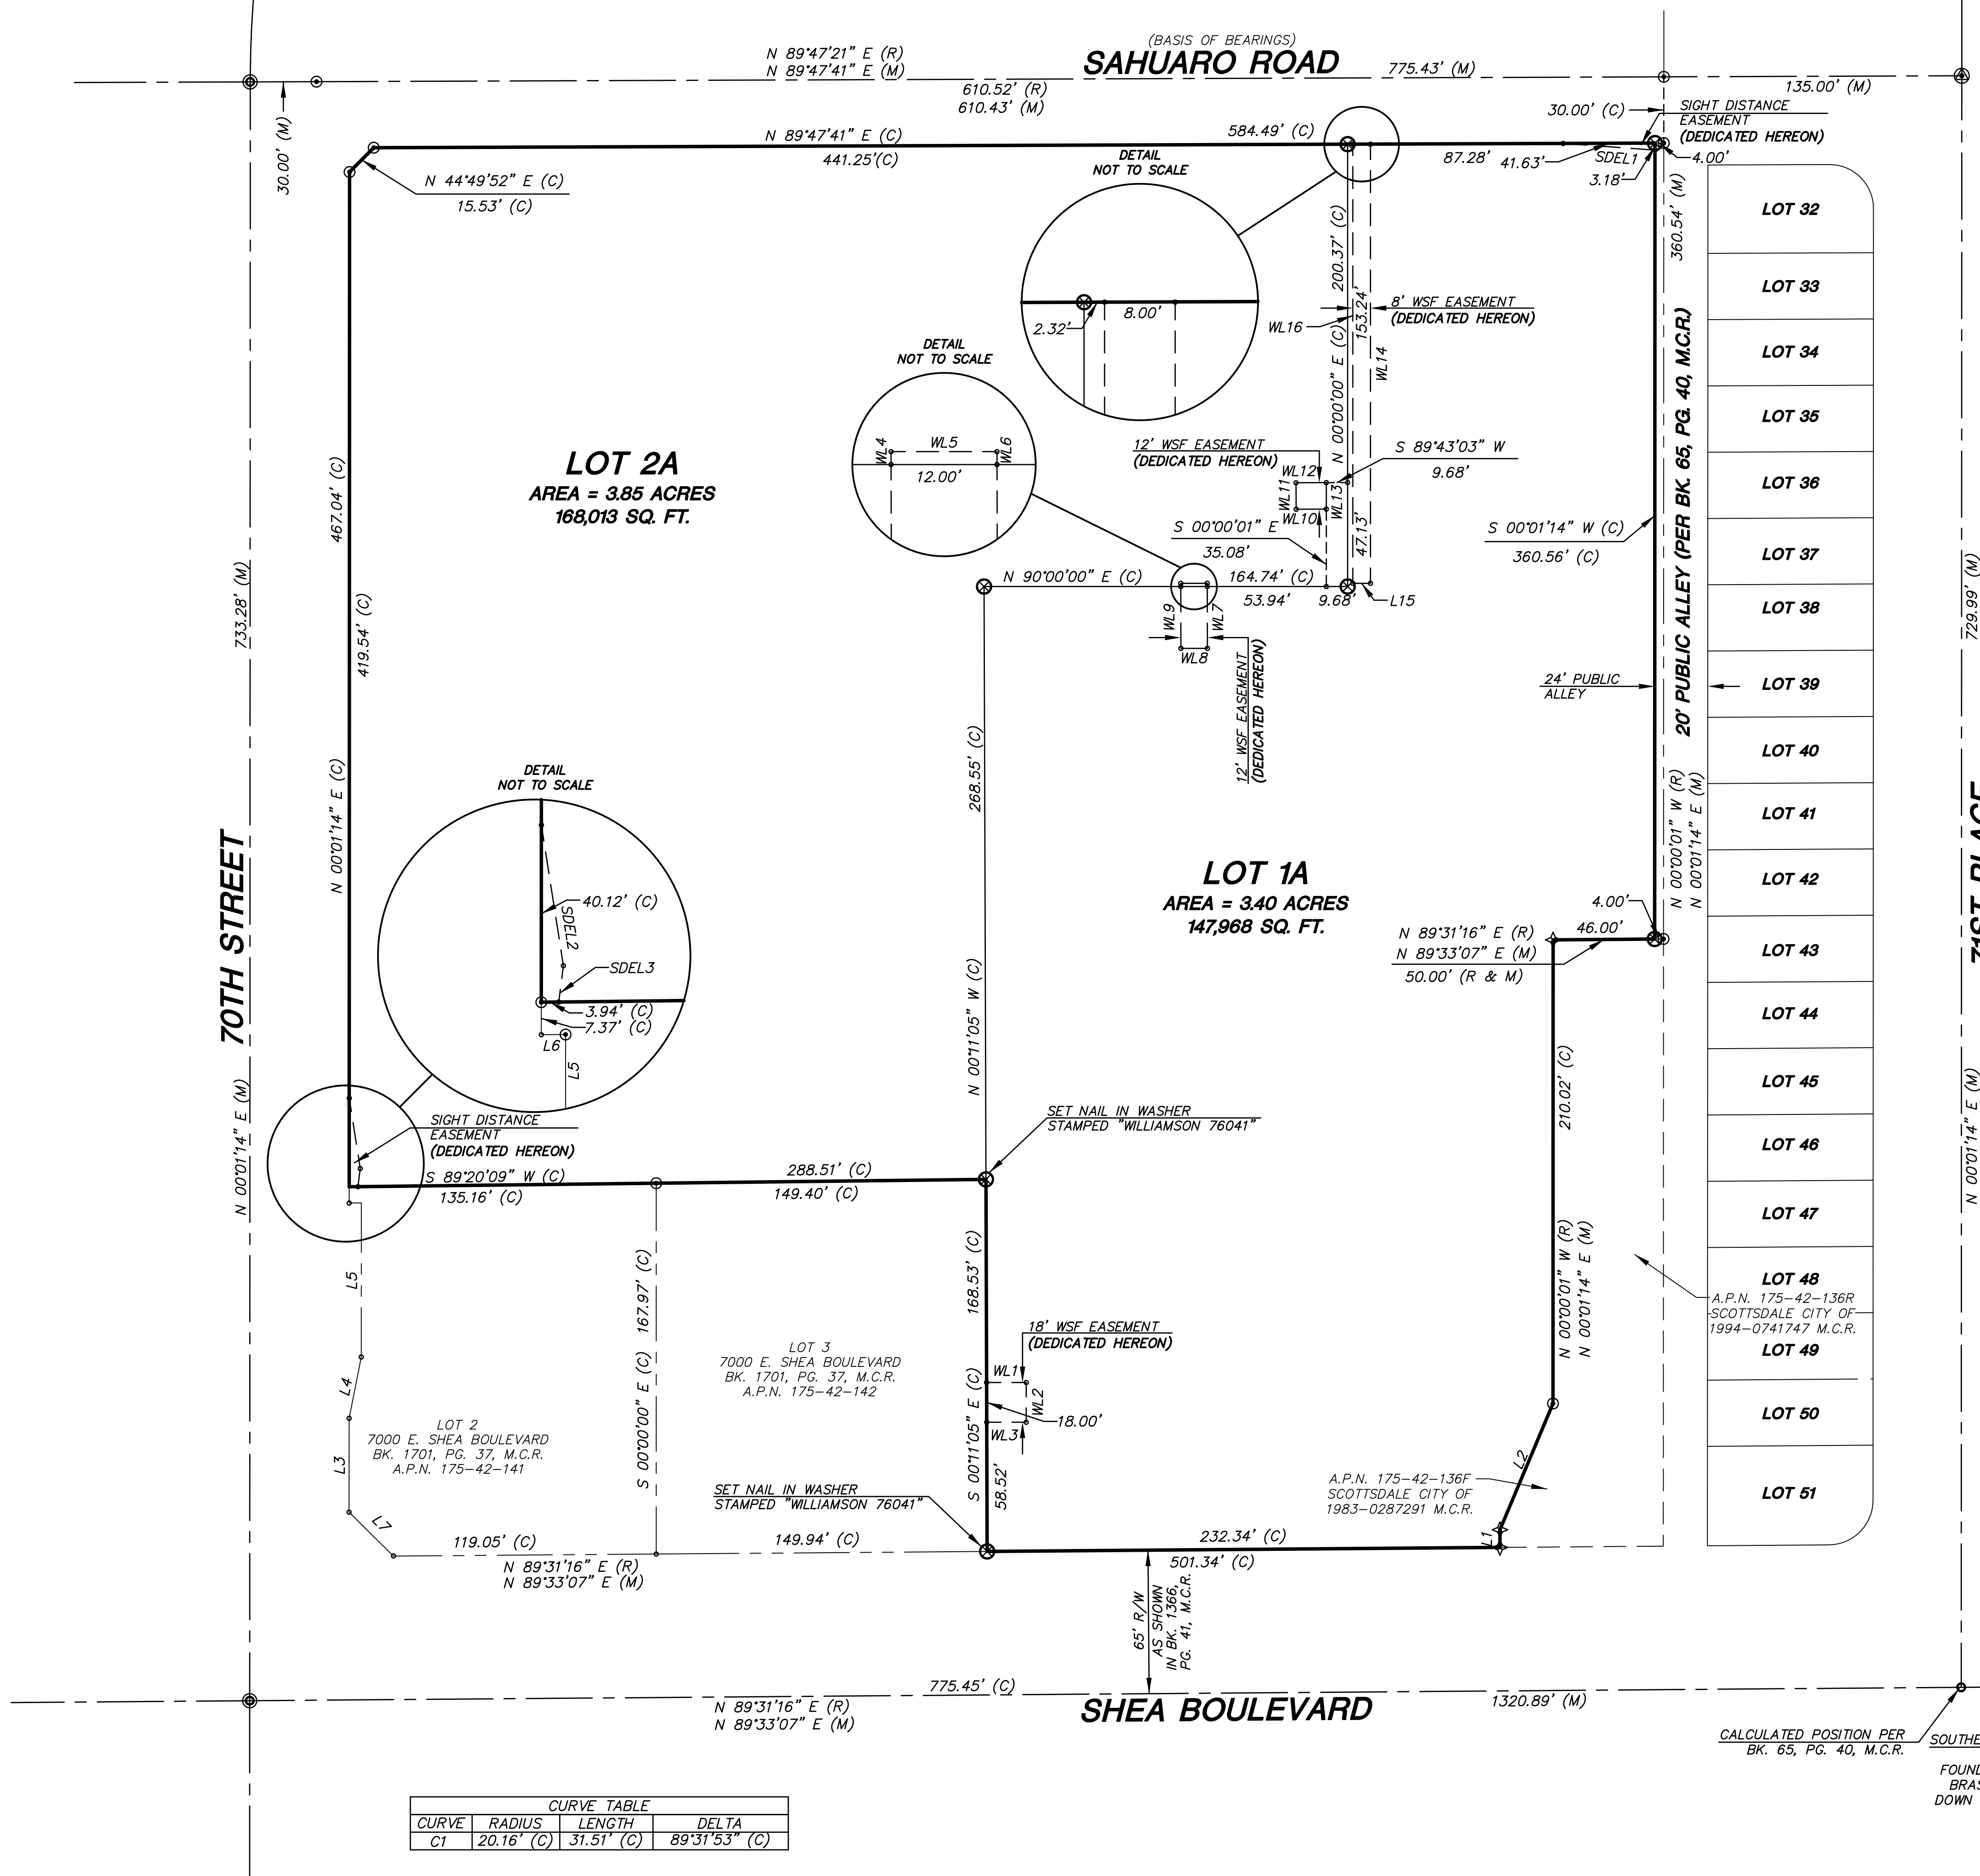 (BASIS OF BEARINGS)
SAHUARO ROAD
N 89°47'21" E (R)
N 89°47'41" E (M)
775.43' (M)
610.52' (R)
610.43' (M)
135.00' (M)
30.00' (M)
30.00' (C)
SIGHT DISTANCE
EASEMENT
(DEDICATED HEREON)
N 89°47'41" E (C)
584.49' (C)
441.25'(C)
87.28'
41.63'
SDEL1
4.00'
3.18'
N 44°49'52" E (C)
15.53' (C)
DETAIL
NOT TO SCALE
2.32'
8.00'
200.37' (C)
N 00°00'00" E (C)
153.24'
WL16
WL14
8' WSF EASEMENT
(DEDICATED HEREON)
360.54' (M)
DETAIL
NOT TO SCALE
WL4
WL5
WL6
12.00'
12' WSF EASEMENT
(DEDICATED HEREON)
WL12
WL11
WL13
WL10
S 89°43'03" W
9.68'
S 00°00'01" E
35.08'
47.13'
S 00°01'14" W (C)
360.56' (C)
LOT 2A
AREA = 3.85 ACRES
168,013 SQ. FT.
467.04' (C)
419.54' (C)
N 00°01'14" E (C)
733.28' (M)
70TH STREET
N 00°01'14" E (M)
N 90°00'00" E (C)
164.74' (C)
53.94'
9.68'
L15
WL9
WL7
WL8
12' WSF EASEMENT
(DEDICATED HEREON)
268.55' (C)
N 00°11'05" W (C)
24' PUBLIC
ALLEY
20' PUBLIC ALLEY (PER BK. 65, PG. 40, M.C.R.)
N 00°00'01" W (R)
N 00°01'14" E (M)
LOT 32
LOT 33
LOT 34
LOT 35
LOT 36
LOT 37
LOT 38
LOT 39
LOT 40
LOT 41
LOT 42
LOT 43
LOT 44
LOT 45
LOT 46
LOT 47
LOT 48
LOT 49
LOT 50
LOT 51
729.99' (M)
71ST PLACE
N 00°01'14" E (M)
DETAIL
NOT TO SCALE
40.12' (C)
SDEL2
SDEL3
3.94' (C)
7.37' (C)
L6
L5
LOT 1A
AREA = 3.40 ACRES
147,968 SQ. FT.
4.00'
N 89°31'16" E (R)
N 89°33'07" E (M)
46.00'
50.00' (R & M)
210.02' (C)
N 00°00'01" W (R)
N 00°01'14" E (M)
SIGHT DISTANCE
EASEMENT
(DEDICATED HEREON)
S 89°20'09" W (C)
135.16' (C)
288.51' (C)
149.40' (C)
SET NAIL IN WASHER
STAMPED "WILLIAMSON 76041"
168.53' (C)
S 00°11'05" E (C)
58.52'
167.97' (C)
S 00°00'00" E (C)
18' WSF EASEMENT
(DEDICATED HEREON)
WL1
WL2
WL3
18.00'
A.P.N. 175-42-136R
SCOTTSDALE CITY OF
1994-0741747 M.C.R.
LOT 3
7000 E. SHEA BOULEVARD
BK. 1701, PG. 37, M.C.R.
A.P.N. 175-42-142
L5
L4
L3
L7
LOT 2
7000 E. SHEA BOULEVARD
BK. 1701, PG. 37, M.C.R.
A.P.N. 175-42-141
SET NAIL IN WASHER
STAMPED "WILLIAMSON 76041"
A.P.N. 175-42-136F
SCOTTSDALE CITY OF
1983-0287291 M.C.R.
L2
L1
119.05' (C)
149.94' (C)
N 89°31'16" E (R)
N 89°33'07" E (M)
232.34' (C)
501.34' (C)
65' R/W
AS SHOWN
IN BK. 1366,
PG. 41, M.C.R.
775.45' (C)
N 89°31'16" E (R)
N 89°33'07" E (M)
SHEA BOULEVARD
1320.89' (M)
CALCULATED POSITION PER
BK. 65, PG. 40, M.C.R.
SOUTHE
FOUND
BRAS
DOWN
CURVE TABLE
CURVE RADIUS LENGTH DELTA
C1 20.16' (C) 31.51' (C) 89°31'53" (C)